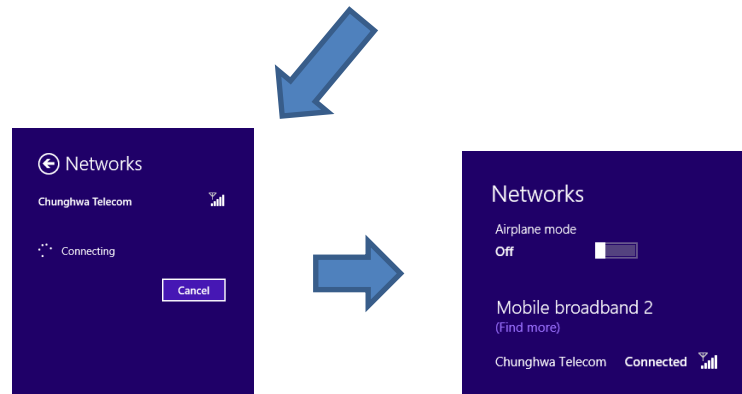 Networks
Chunghwa Telecom
Connecting
Cancel
Networks
Airplane mode
Off
Mobile broadband 2
(Find more)
Chunghwa Telecom Connected